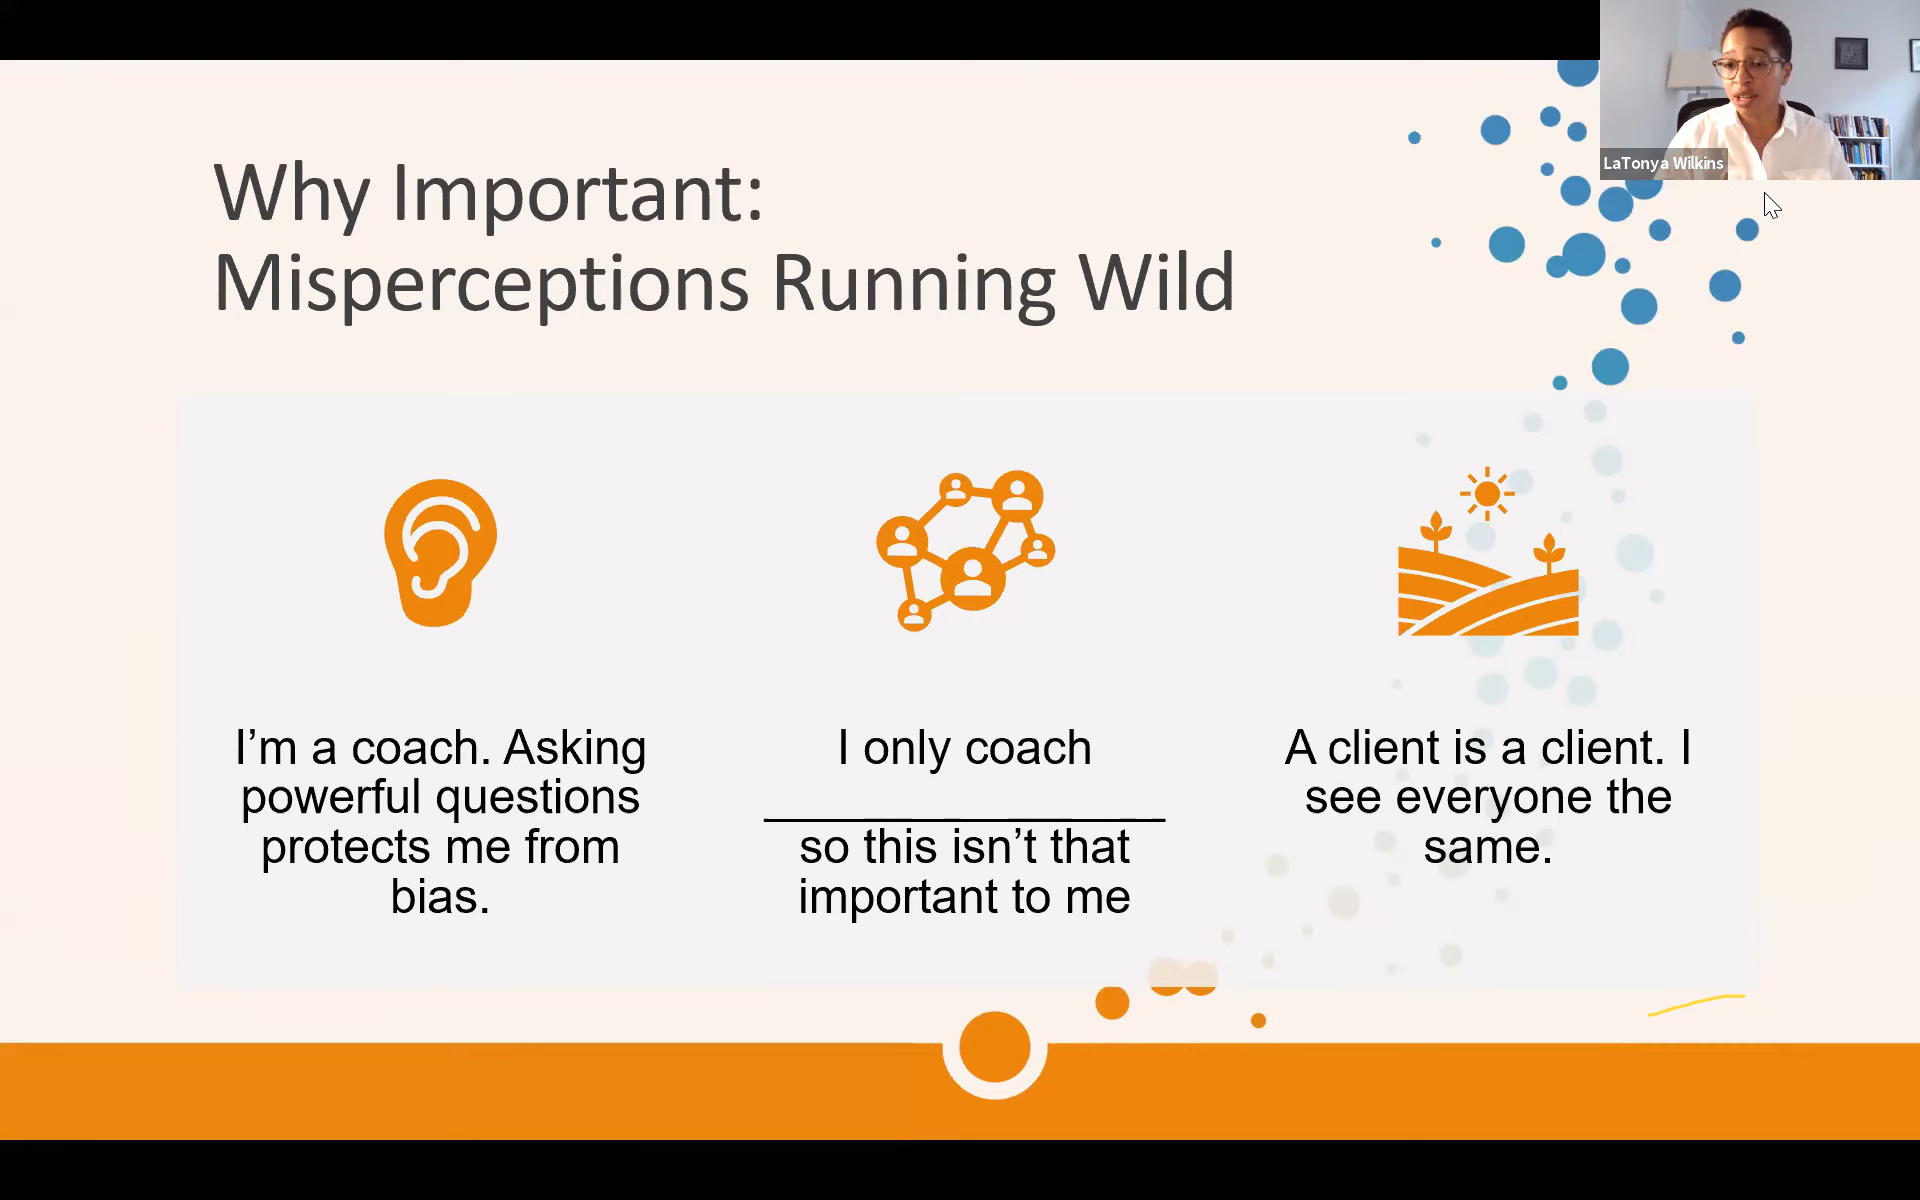 LaTonya Wilkins
Why Important:
Misperceptions Running Wild
I’m a coach. Asking
powerful questions
protects me from
bias.
I only coach
_______________
so this isn’t that
important to me
A client is a client. I
see everyone the
same.